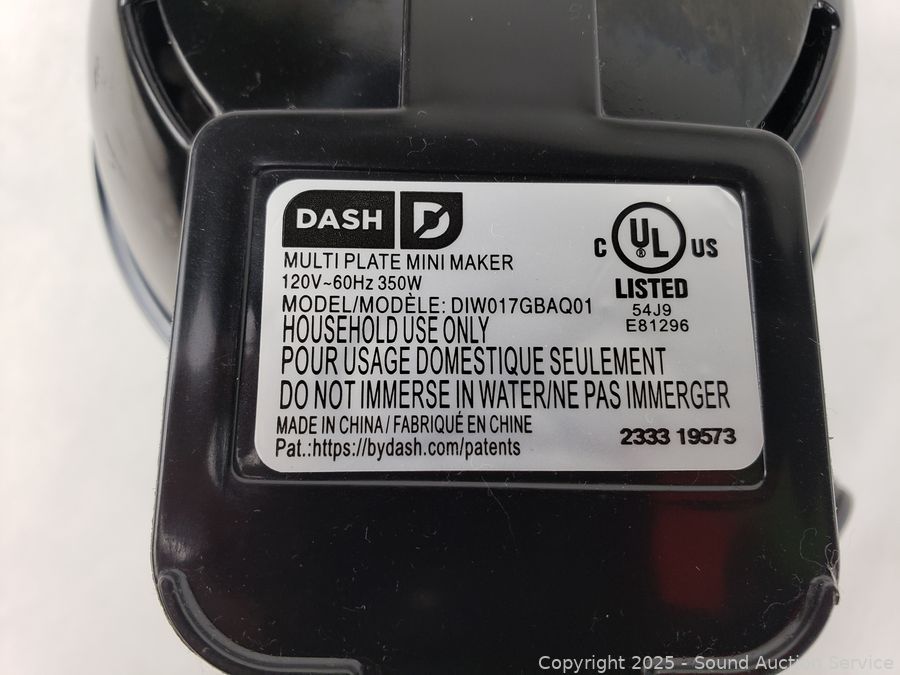 DASH
MULTI PLATE MINI MAKER
120V~60Hz 350W
MODEL/MODÈLE: DIW017GBAQ01
HOUSEHOLD USE ONLY
POUR USAGE DOMESTIQUE SEULEMENT
DO NOT IMMERSE IN WATER/NE PAS IMMERGER
MADE IN CHINA/FABRIQUÉ EN CHINE
Pat.:https://bydash.com/patents
C UL® US
LISTED
54J9
E81296
2333 19573
Copyright 2025 - Sound Auction Service